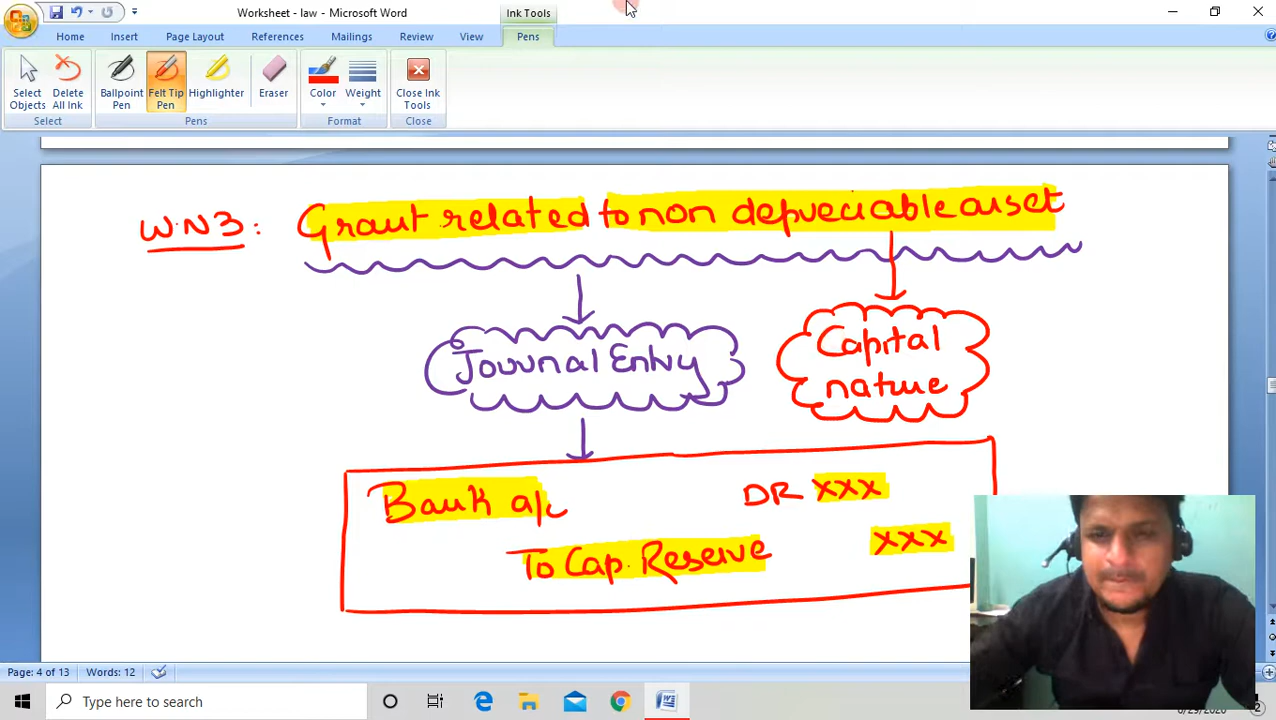 Worksheet - law - Microsoft Word
Ink Tools
Home Insert Page Layout References Mailings Review View Pens
Select Objects
Delete All Ink
Ballpoint Pen
Felt Tip Pen
Highlighter
Eraser
Color
Weight
Close Ink Tools
Select Pens Format Close
W.N3: Grant related to non depreciable asset
Journal Entry
Capital nature
Bank a/c DR xxx
To Cap. Reserve xxx
Page: 4 of 13 Words: 12
Type here to search